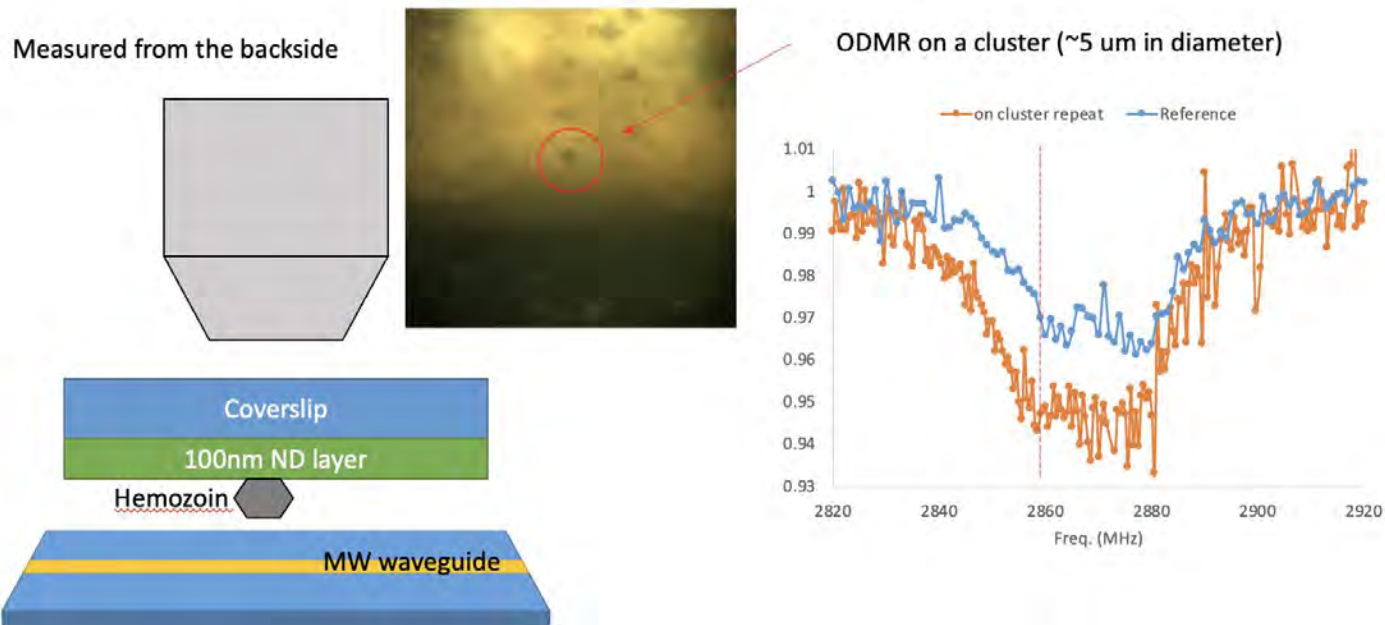 Measured from the backside
ODMR on a cluster (~5 um in diameter)
on cluster repeat
Reference
1.01
1
0.99
0.98
0.97
0.96
0.95
0.94
0.93
2820
2840
2860
2880
2900
2920
Freq. (MHz)
Coverslip
100nm ND layer
Hemozoin
MW waveguide